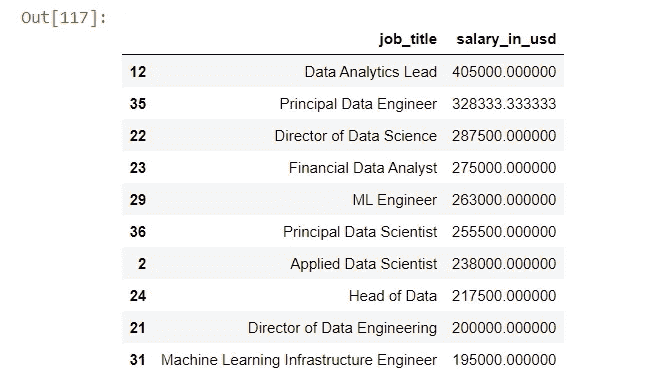 Out[117]:
job_title salary_in_usd
12 Data Analytics Lead 405000.000000
35 Principal Data Engineer 328333.333333
22 Director of Data Science 287500.000000
23 Financial Data Analyst 275000.000000
29 ML Engineer 263000.000000
36 Principal Data Scientist 255500.000000
2 Applied Data Scientist 238000.000000
24 Head of Data 217500.000000
21 Director of Data Engineering 200000.000000
31 Machine Learning Infrastructure Engineer 195000.000000